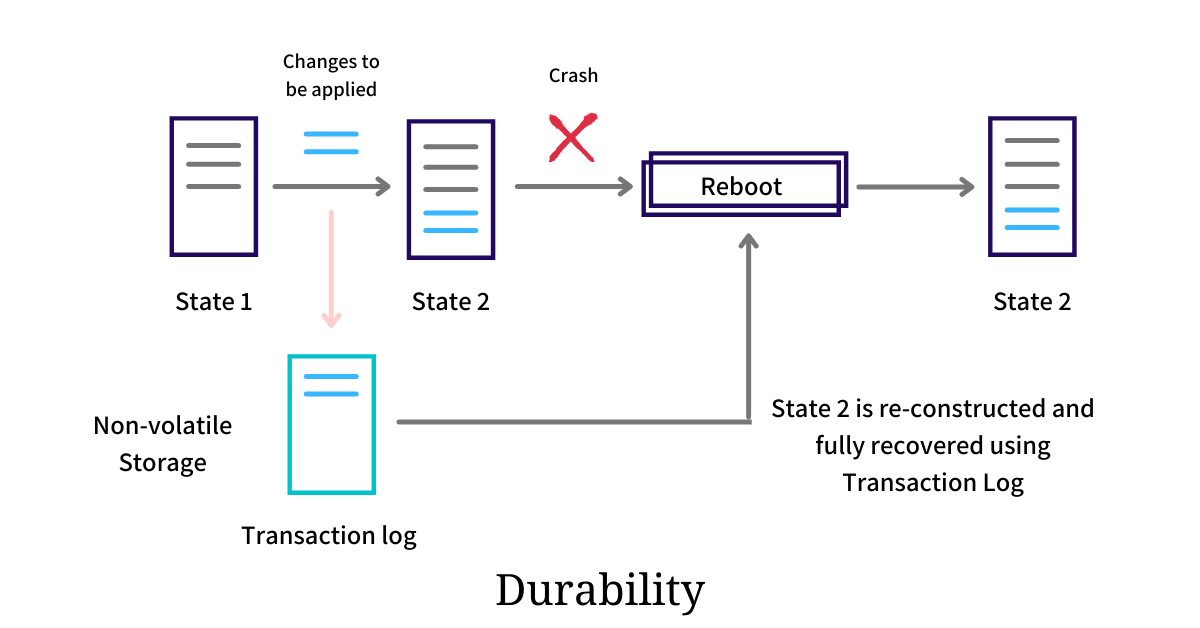 Changes to
be applied
Crash
Reboot
State 1
State 2
State 2
Non-volatile
Storage
State 2 is re-constructed and
fully recovered using
Transaction Log
Transaction log
Durability